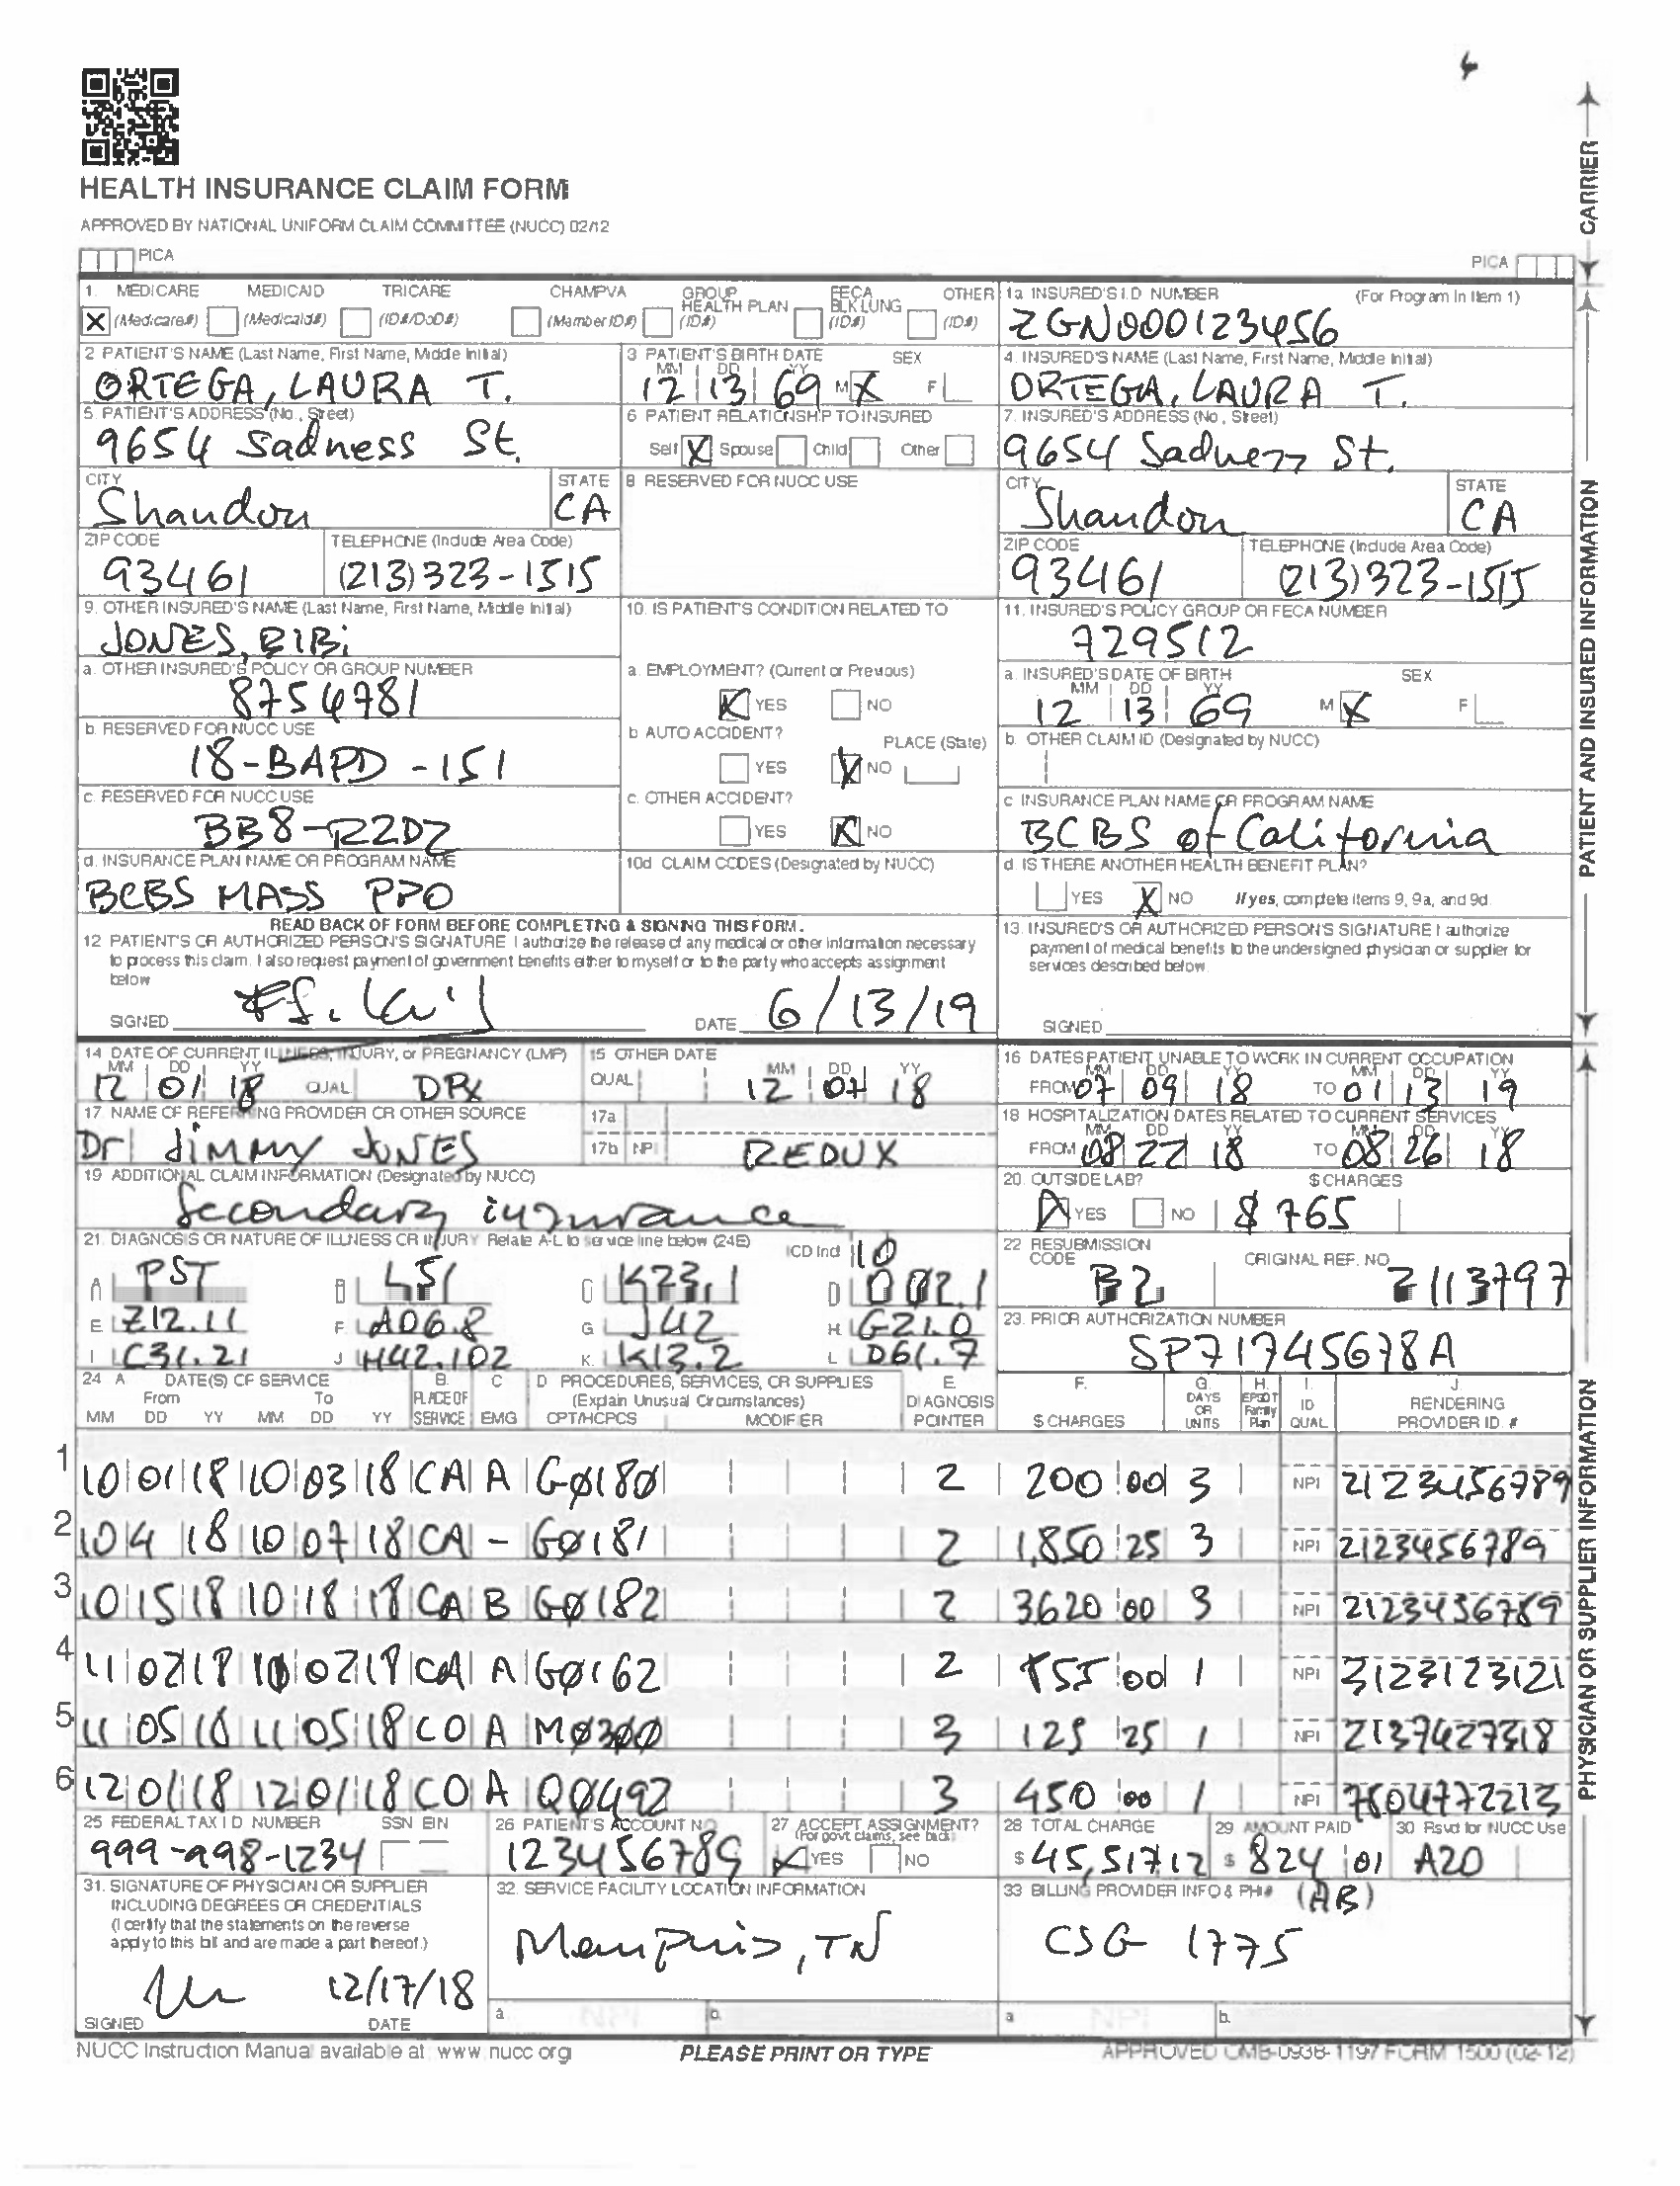 HEALTH INSURANCE CLAIM FORM
APPROVED BY NATIONAL UNIFORM CLAIM COMMITTEE (NUCC) 02/12
PICA
PICA
CARRIER
1. MEDICARE MEDICAID TRICARE CHAMPVA GROUP HEALTH PLAN FECA BLK LUNG OTHER
X (Medicare#) (Medicaid#) (ID#/DoD#) (Member ID#) (ID#) (ID#) (ID#)
1a INSURED'S I.D NUMBER (For Program In Item 1)
ZGN000123456
2 PATIENT'S NAME (Last Name, First Name, Middle Initial)
ORTEGA, LAURA T.
3 PATIENT'S BIRTH DATE SEX
MM DD YY
12 13 69 M X F
4. INSURED'S NAME (Last Name, First Name, Middle Initial)
ORTEGA, LAURA T.
5. PATIENT'S ADDRESS (No., Street)
9654 Sadness St.
6 PATIENT RELATIONSHIP TO INSURED
Self X Spouse Child Other
7. INSURED'S ADDRESS (No, Street)
9654 Sadness St.
CITY STATE
Shandon CA
8 RESERVED FOR NUCC USE
CITY STATE
Shandon CA
ZIP CODE TELEPHONE (Include Area Code)
93461 (213) 323-1515
ZIP CODE TELEPHONE (Include Area Code)
93461 (213) 323-1515
9. OTHER INSURED'S NAME (Last Name, First Name, Middle Initial)
JONES, BIBi
10. IS PATIENT'S CONDITION RELATED TO
11. INSURED'S POLICY GROUP OR FECA NUMBER
729512
a. OTHER INSURED'S POLICY OR GROUP NUMBER
8754781
a. EMPLOYMENT? (Current or Previous)
X YES NO
a. INSURED'S DATE OF BIRTH SEX
MM DD YY
12 13 69 M X F
b. RESERVED FOR NUCC USE
18-BAPD-151
b AUTO ACCIDENT? PLACE (State)
YES X NO
b. OTHER CLAIM ID (Designated by NUCC)
c. RESERVED FOR NUCC USE
BB8-R2D2
c. OTHER ACCIDENT?
YES X NO
c INSURANCE PLAN NAME OR PROGRAM NAME
BCBS of California
d. INSURANCE PLAN NAME OR PROGRAM NAME
BCBS MASS PPO
10d CLAIM CODES (Designated by NUCC)
d. IS THERE ANOTHER HEALTH BENEFIT PLAN?
YES X NO If yes, complete items 9, 9a, and 9d.
PATIENT AND INSURED INFORMATION
READ BACK OF FORM BEFORE COMPLETING & SIGNING THIS FORM.
12 PATIENT'S OR AUTHORIZED PERSON'S SIGNATURE I authorize the release of any medical or other information necessary
to process this claim. I also request payment of government benefits either to myself or to the party who accepts assignment
below
SIGNED DATE 6/13/19
13. INSURED'S OR AUTHORIZED PERSON'S SIGNATURE I authorize
payment of medical benefits to the undersigned physician or supplier for
services described below.
SIGNED
14 DATE OF CURRENT ILLNESS, INJURY, or PREGNANCY (LMP)
MM DD YY
12 01 18 QUAL DRX
15 OTHER DATE
QUAL MM DD YY
12 04 18
16 DATES PATIENT UNABLE TO WORK IN CURRENT OCCUPATION
MM DD YY MM DD YY
FROM 07 09 18 TO 01 13 19
17 NAME OF REFERRING PROVIDER OR OTHER SOURCE
Dr Jimmy JONES
17a
17b NPI REDUX
18 HOSPITALIZATION DATES RELATED TO CURRENT SERVICES
MM DD YY MM DD YY
FROM 08 22 18 TO 08 26 18
19 ADDITIONAL CLAIM INFORMATION (Designated by NUCC)
Secondary insurance
20. OUTSIDE LAB? $ CHARGES
X YES NO $ 765
21. DIAGNOSIS OR NATURE OF ILLNESS OR INJURY Relate A-L to service line below (24E) ICD Ind 10
A PST B L51 C K23.1 D 002.1
E Z12.11 F. A06.8 G J42 H. G21.0
I C31.21 J H42.102 K. K13.2 L D61.7
22 RESUBMISSION CODE ORIGINAL REF. NO
B2 2113797
23. PRIOR AUTHORIZATION NUMBER
SP71745678A
24 A DATE(S) OF SERVICE B. C D PROCEDURES, SERVICES, OR SUPPLIES E. F. G. H. I. J.
From To PLACE OF (Explain Unusual Circumstances) DIAGNOSIS DAYS OR EPSDT Family ID RENDERING
MM DD YY MM DD YY SERVICE EMG CPT/HCPCS MODIFIER POINTER $ CHARGES UNITS Plan QUAL PROVIDER ID. #
1 10 01 18 10 03 18 CA A G0180 2 200 00 3 NPI 2123456789
2 10 4 18 10 07 18 CA - G0181 2 1,850 25 3 NPI 2123456789
3 10 15 18 10 18 18 CA B G0182 2 3620 00 3 NPI 2123456789
4 11 02 18 02 18 CA A G0162 2 855 00 1 NPI 3123123121
5 11 05 18 11 05 18 CO A M0300 3 125 25 1 NPI 2137427318
6 12 01 18 12 01 18 CO A Q0492 3 450 00 1 NPI 7604772213
PHYSICIAN OR SUPPLIER INFORMATION
25 FEDERAL TAX I D NUMBER SSN EIN
999-998-1234
26 PATIENT'S ACCOUNT NO
123456789
27 ACCEPT ASSIGNMENT?
(For govt claims, see back)
X YES NO
28 TOTAL CHARGE
$ 45,517.12
29 AMOUNT PAID
$ 824 01
30 Rsvd for NUCC Use
A20
31. SIGNATURE OF PHYSICIAN OR SUPPLIER
INCLUDING DEGREES OR CREDENTIALS
(I certify that the statements on the reverse
apply to this bill and are made a part thereof.)
12/17/18
SIGNED DATE
32. SERVICE FACILITY LOCATION INFORMATION
Memphis, TN
a. NPI b.
33 BILLING PROVIDER INFO & PH# (AB)
CSG 1775
a NPI b.
NUCC Instruction Manual available at www nucc org
PLEASE PRINT OR TYPE
APPROVED OMB-0938-1197 FORM 1500 (02-12)